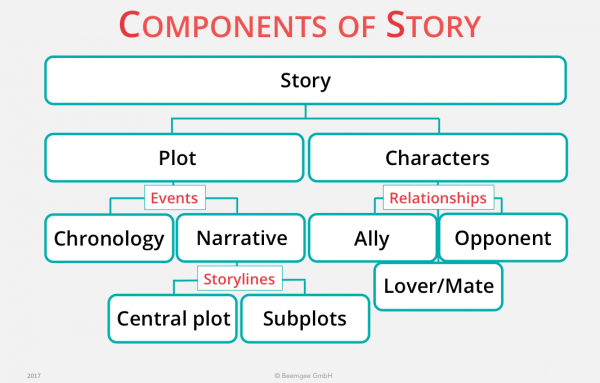 COMPONENTS OF STORY
Story
Plot
Characters
Events
Relationships
Chronology
Narrative
Ally
Opponent
Storylines
Lover/Mate
Central plot
Subplots
2017
© Beemgee GmbH